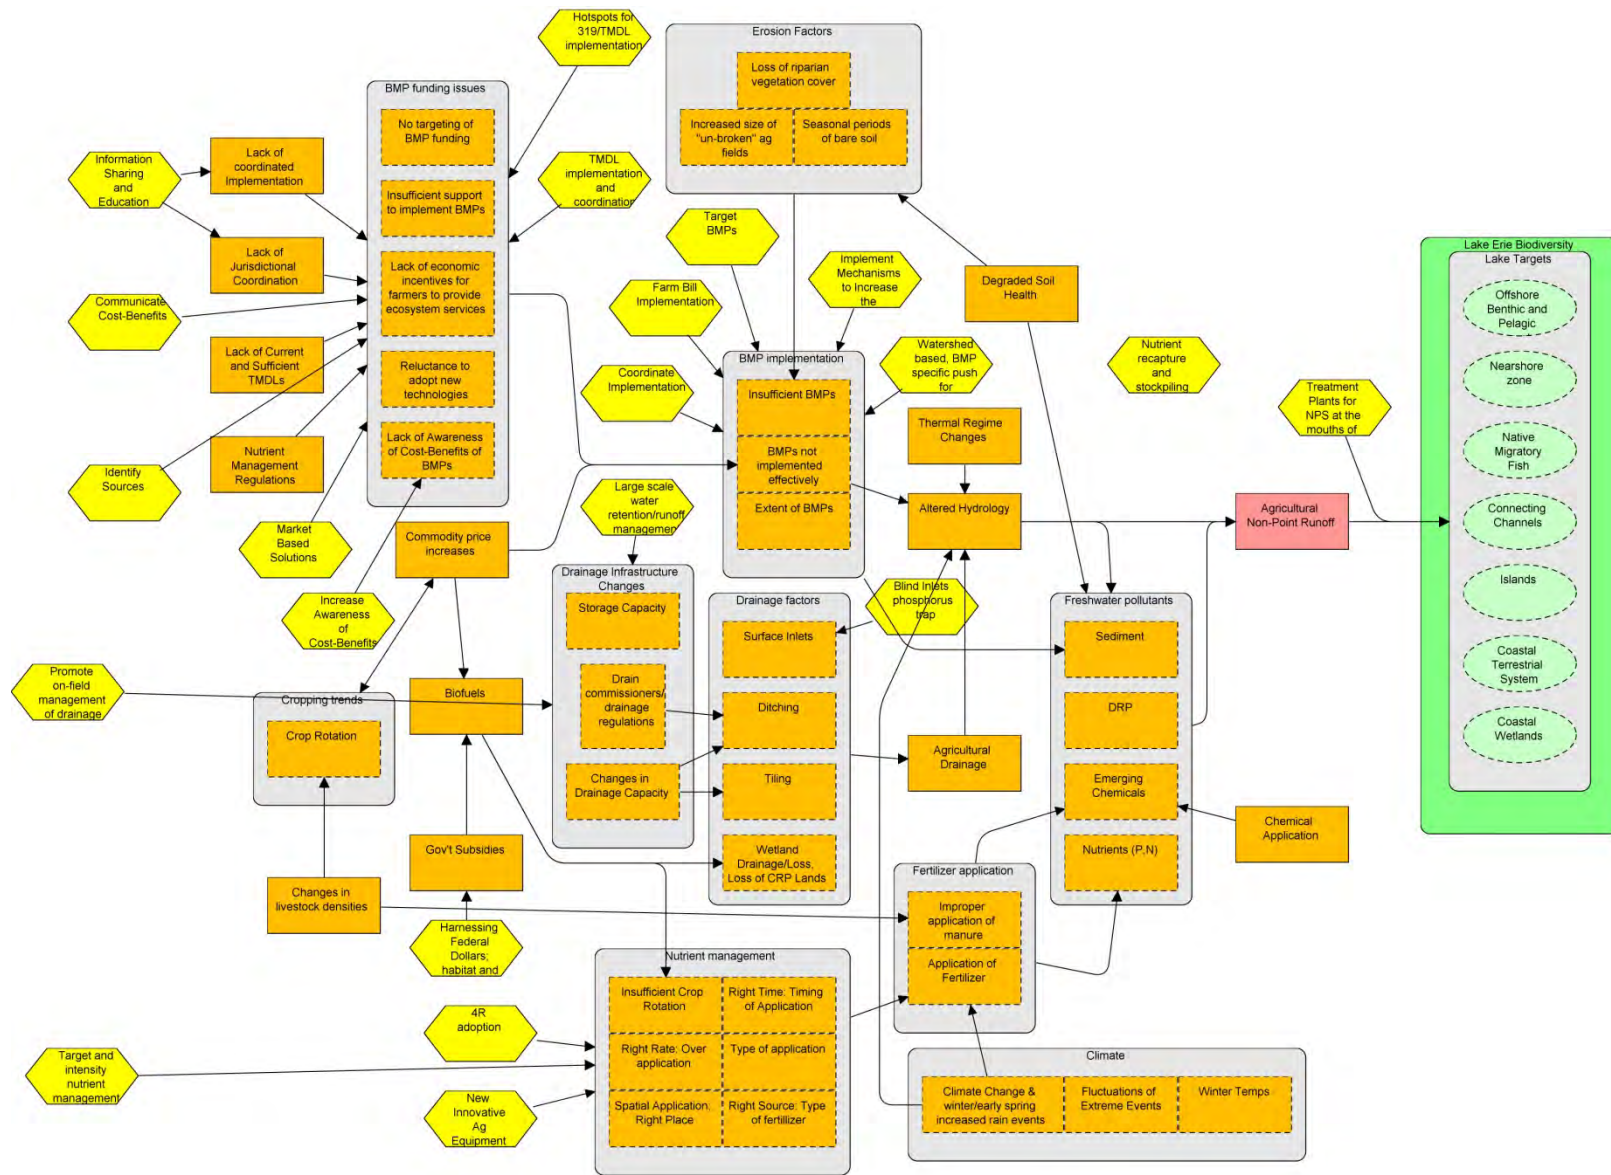 Hotspots for
319/TMDL
implementation
Erosion Factors
Loss of riparian
vegetation cover
Increased size of
"un-broken" ag
fields
Seasonal periods
of bare soil
BMP funding issues
No targeting of
BMP funding
Insufficient support
to implement BMPs
Lack of economic
incentives for
farmers to provide
ecosystem services
Reluctance to
adopt new
technologies
Lack of Awareness
of Cost-Benefits of
BMPs
Information
Sharing
and
Education
Lack of
coordinated
Implementation
Lack of
Jurisdictional
Coordination
Communicate
Cost-Benefits
Lack of Current
and Sufficient
TMDLs
Nutrient
Management
Regulations
Identify
Sources
Market
Based
Solutions
Increase
Awareness
of
Cost-Benefits
TMDL
implementation
and
coordination
Target
BMPs
Farm Bill
Implementation
Implement
Mechanisms
to Increase
the
Coordinate
Implementation
BMP implementation
Insufficient BMPs
BMPs not
implemented
effectively
Extent of BMPs
Watershed
based, BMP
specific push
for
Degraded Soil
Health
Nutrient
recapture
and
stockpiling
Treatment
Plants for
NPS at the
mouths of
Lake Erie Biodiversity
Lake Targets
Offshore
Benthic and
Pelagic
Nearshore
zone
Native
Migratory
Fish
Connecting
Channels
Islands
Coastal
Terrestrial
System
Coastal
Wetlands
Thermal Regime
Changes
Altered Hydrology
Agricultural
Non-Point Runoff
Large scale
water
retention/runoff
management
Commodity price
increases
Drainage Infrastructure
Changes
Storage Capacity
Drain
commissioners/
drainage
regulations
Changes in
Drainage Capacity
Drainage factors
Surface Inlets
Ditching
Tiling
Wetland
Drainage/Loss,
Loss of CRP Lands
Blind Inlets
phosphorus
trap
Freshwater pollutants
Sediment
DRP
Emerging
Chemicals
Nutrients (P,N)
Promote
on-field
management
of drainage
Cropping trends
Crop Rotation
Biofuels
Agricultural
Drainage
Chemical
Application
Gov't Subsidies
Changes in
livestock densities
Harnessing
Federal
Dollars;
habitat and
Fertilizer application
Improper
application of
manure
Application of
Fertilizer
Nutrient management
Insufficient Crop
Rotation
Right Time: Timing
of Application
Right Rate: Over
application
Type of application
Spatial Application:
Right Place
Right Source: Type
of fertillizer
4R
adoption
Target and
intensity
nutrient
management
New
Innovative
Ag
Equipment
Climate
Climate Change &
winter/early spring
increased rain events
Fluctuations of
Extreme Events
Winter Temps